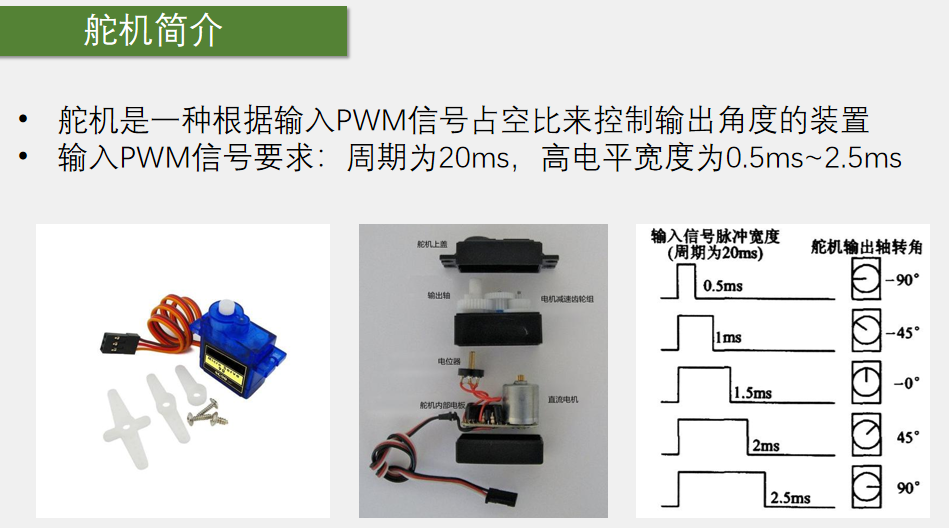 舵机简介
• 舵机是一种根据输入PWM信号占空比来控制输出角度的装置
• 输入PWM信号要求：周期为20ms，高电平宽度为0.5ms~2.5ms
舵机上盖
输出轴
电机减速齿轮组
电位器
直流电机
舵机内部电板
输入信号脉冲宽度
(周期为20ms)
舵机输出轴转角
0.5ms
-90°
1ms
-45°
1.5ms
-0°
2ms
45°
2.5ms
90°